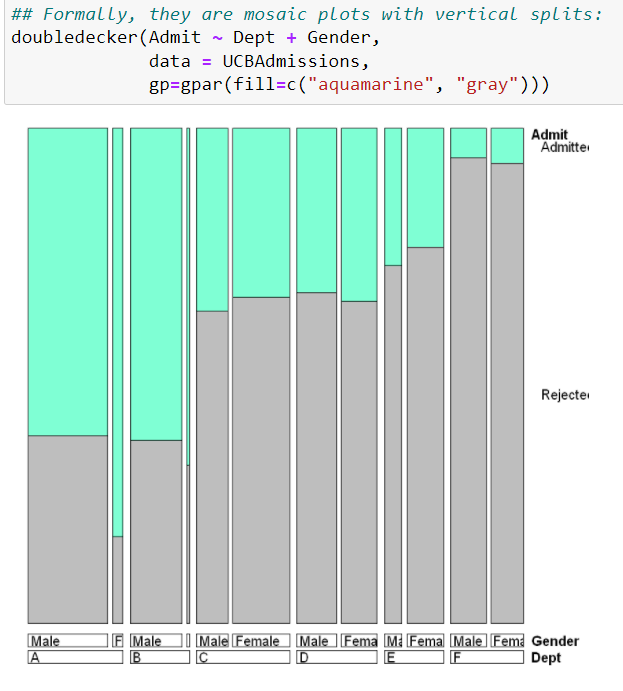 ## Formally, they are mosaic plots with vertical splits:
doubledecker(Admit ~ Dept + Gender,
data = UCBAdmissions,
gp=gpar(fill=c("aquamarine", "gray")))
Admit
Admitte
Rejecte
Male F Male Male Female Male Fema Ma Fema Male Fema Gender
A B C D E F Dept